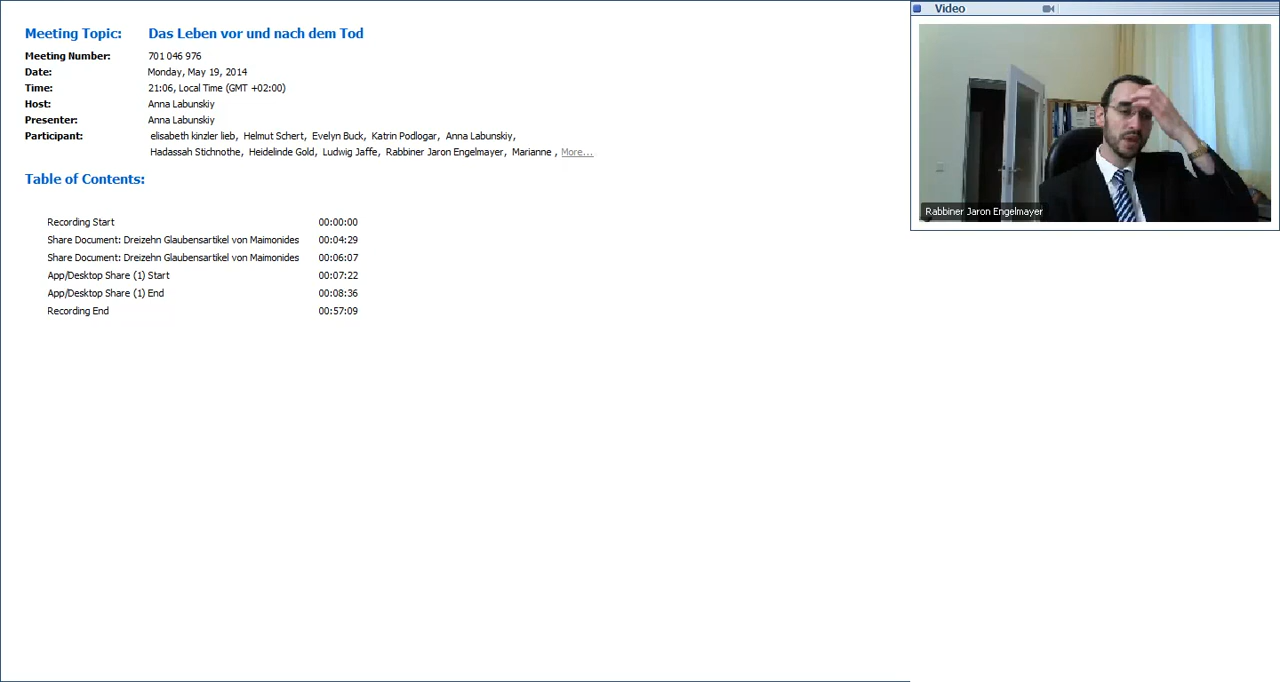 Meeting Topic: Das Leben vor und nach dem Tod
Meeting Number: 701 046 976
Date: Monday, May 19, 2014
Time: 21:06, Local Time (GMT +02:00)
Host: Anna Labunskiy
Presenter: Anna Labunskiy
Participant: elisabeth kinzler lieb, Helmut Schert, Evelyn Buck, Katrin Podlogar, Anna Labunskiy,
Hadassah Stichnothe, Heidelinde Gold, Ludwig Jaffe, Rabbiner Jaron Engelmayer, Marianne , More...
Table of Contents:
Recording Start 00:00:00
Share Document: Dreizehn Glaubensartikel von Maimonides 00:04:29
Share Document: Dreizehn Glaubensartikel von Maimonides 00:06:07
App/Desktop Share (1) Start 00:07:22
App/Desktop Share (1) End 00:08:36
Recording End 00:57:09
Video
Rabbiner Jaron Engelmayer